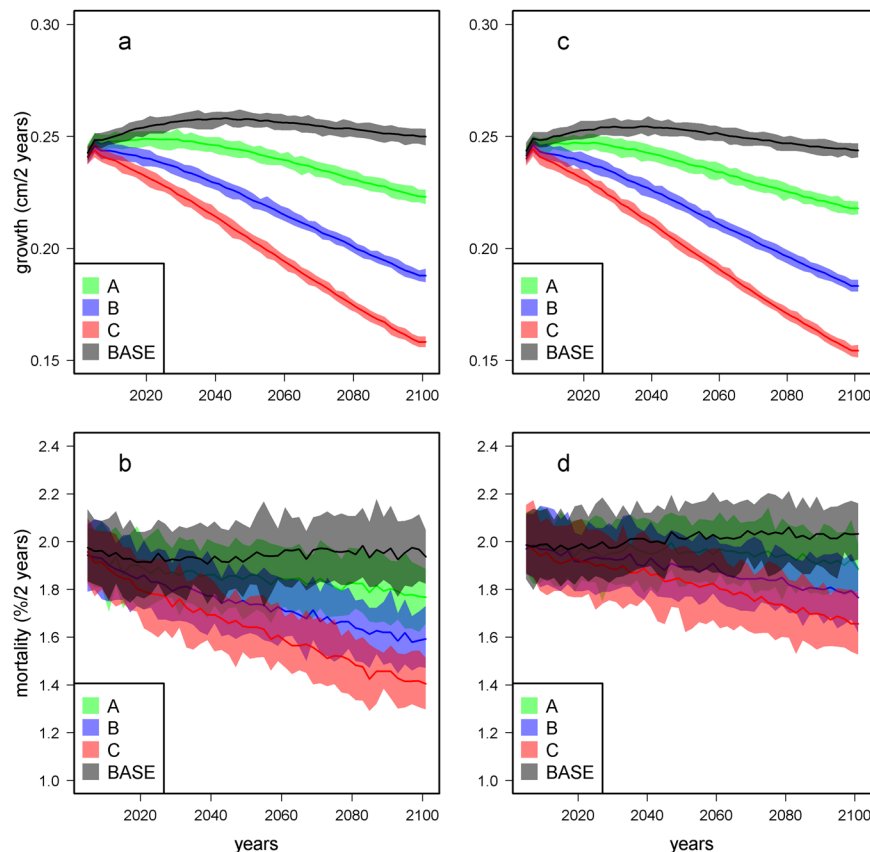 a
growth (cm/2 years)
0.30
0.25
0.20
0.15
A
B
C
BASE
2020 2040 2060 2080 2100
c
0.30
0.25
0.20
0.15
A
B
C
BASE
2020 2040 2060 2080 2100
b
mortality (%/2 years)
2.4
2.2
2.0
1.8
1.6
1.4
1.2
1.0
A
B
C
BASE
2020 2040 2060 2080 2100
years
d
2.4
2.2
2.0
1.8
1.6
1.4
1.2
1.0
A
B
C
BASE
2020 2040 2060 2080 2100
years